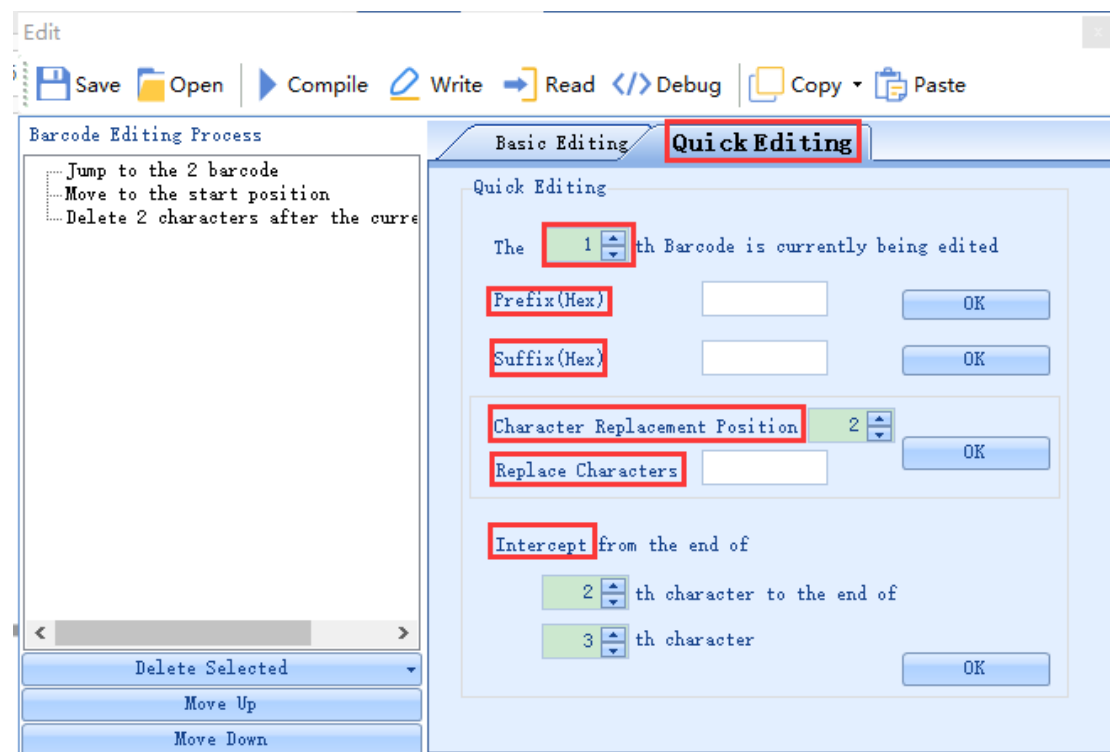 Edit
x
Save Open Compile Write Read Debug Copy Paste
Barcode Editing Process
Jump to the 2 barcode
Move to the start position
Delete 2 characters after the curre
Delete Selected
Move Up
Move Down
Basic Editing Quick Editing
Quick Editing
The 1 th Barcode is currently being edited
Prefix(Hex) OK
Suffix(Hex) OK
Character Replacement Position 2
Replace Characters OK
Intercept from the end of
2 th character to the end of
3 th character
OK